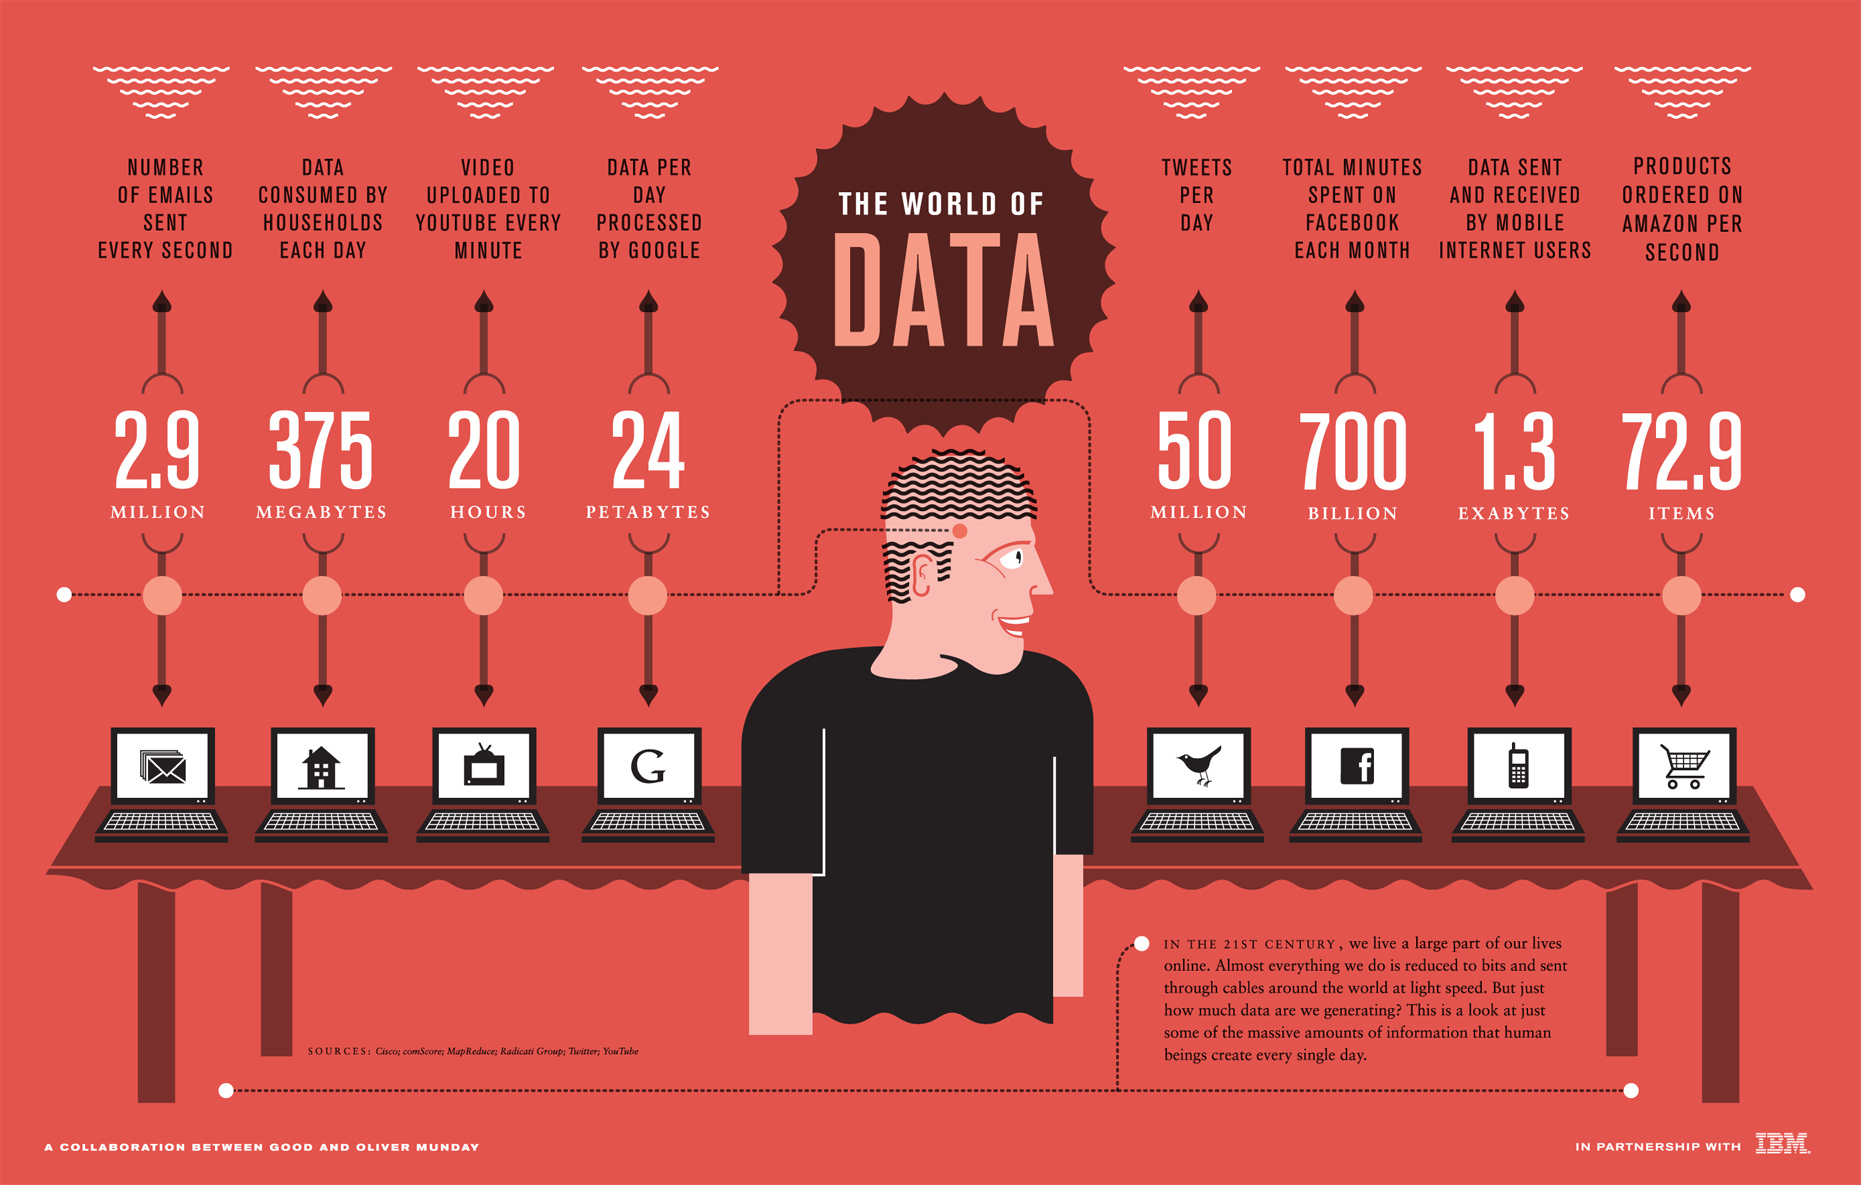 THE WORLD OF
DATA
NUMBER
OF EMAILS
SENT
EVERY SECOND
2.9
MILLION
DATA
CONSUMED BY
HOUSEHOLDS
EACH DAY
375
MEGABYTES
VIDEO
UPLOADED TO
YOUTUBE EVERY
MINUTE
20
HOURS
DATA PER
DAY
PROCESSED
BY GOOGLE
24
PETABYTES
G
TWEETS
PER
DAY
50
MILLION
TOTAL MINUTES
SPENT ON
FACEBOOK
EACH MONTH
700
BILLION
f
DATA SENT
AND RECEIVED
BY MOBILE
INTERNET USERS
1.3
EXABYTES
PRODUCTS
ORDERED ON
AMAZON PER
SECOND
72.9
ITEMS
IN THE 21ST CENTURY, we live a large part of our lives
online. Almost everything we do is reduced to bits and sent
through cables around the world at light speed. But just
how much data are we generating? This is a look at just
some of the massive amounts of information that human
beings create every single day.
SOURCES: Cisco; comScore; MapReduce; Radicati Group; Twitter; YouTube
A COLLABORATION BETWEEN GOOD AND OLIVER MUNDAY
IN PARTNERSHIP WITH IBM